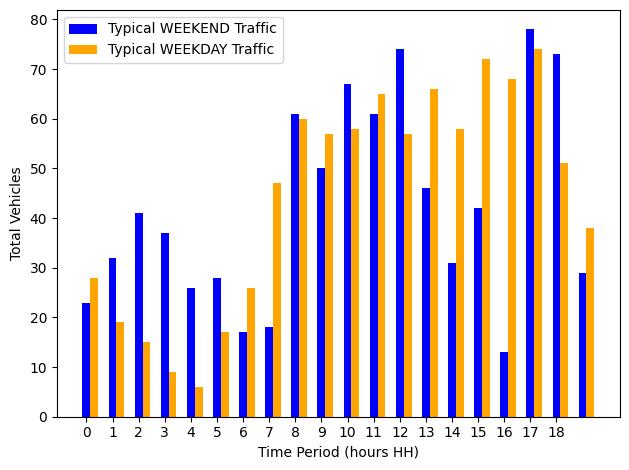 Typical WEEKEND Traffic
Typical WEEKDAY Traffic
Total Vehicles
80
70
60
50
40
30
20
10
0
0 1 2 3 4 5 6 7 8 9 10 11 12 13 14 15 16 17 18
Time Period (hours HH)